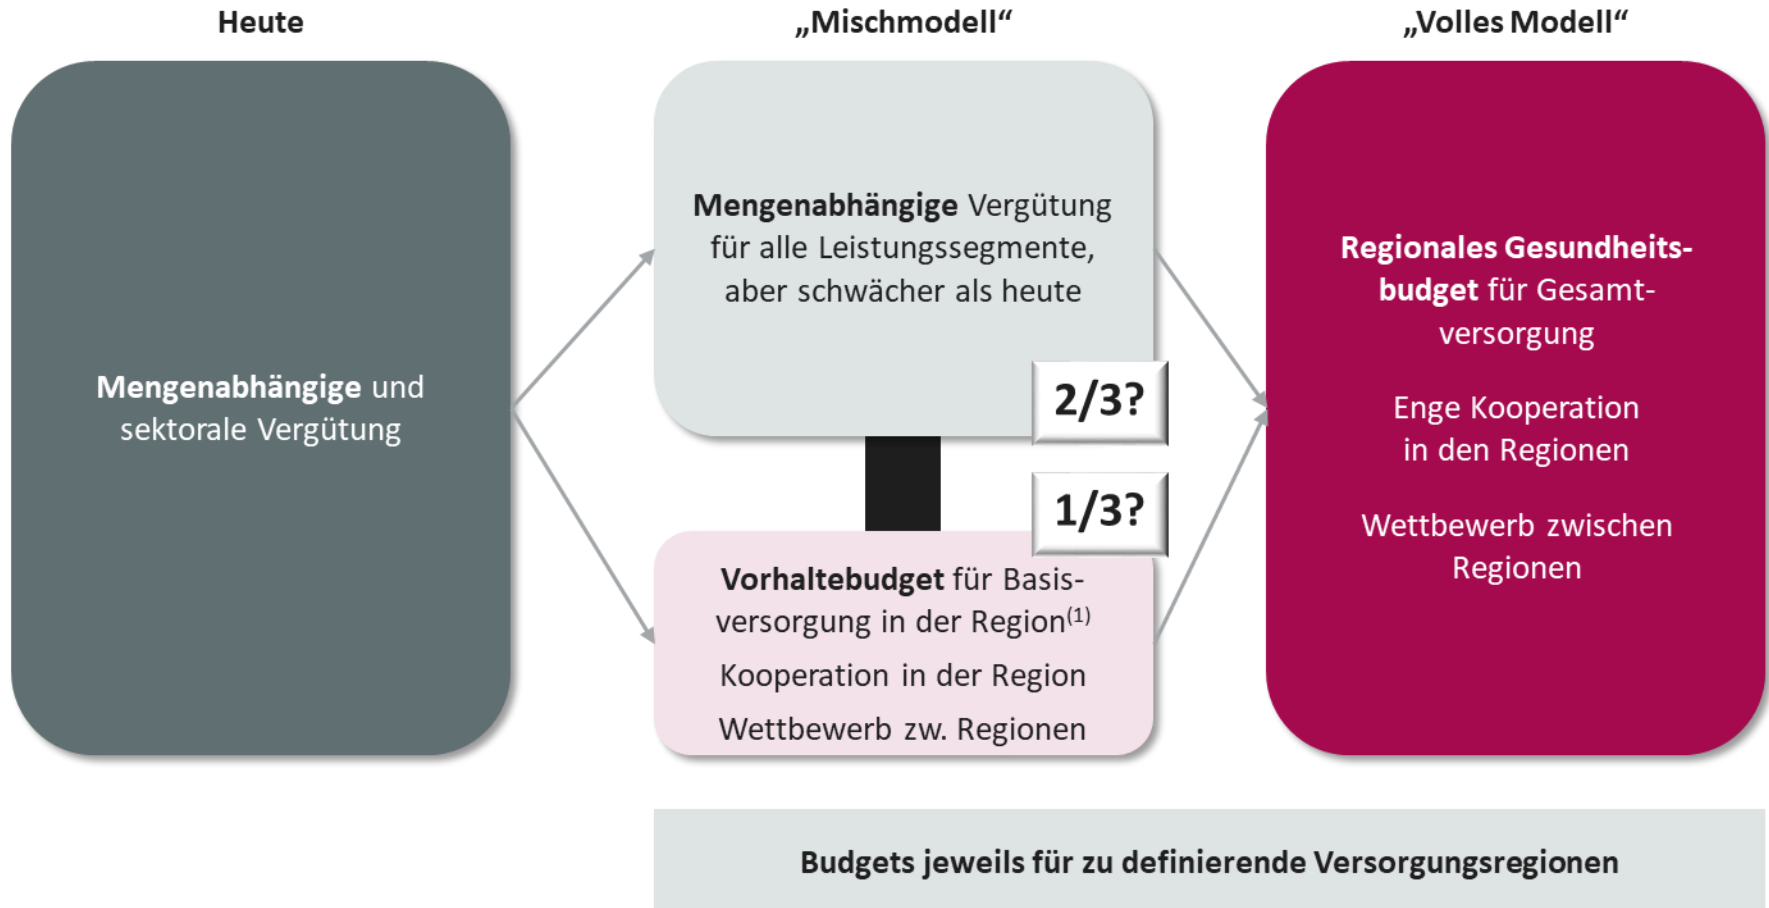 Heute
„Mischmodell“
„Volles Modell“
Mengenabhängige und
sektorale Vergütung
Mengenabhängige Vergütung
für alle Leistungssegmente,
aber schwächer als heute
2/3?
1/3?
Vorhaltebudget für Basis-
versorgung in der Region(1)
Kooperation in der Region
Wettbewerb zw. Regionen
Regionales Gesundheits-
budget für Gesamt-
versorgung
Enge Kooperation
in den Regionen
Wettbewerb zwischen
Regionen
Budgets jeweils für zu definierende Versorgungsregionen